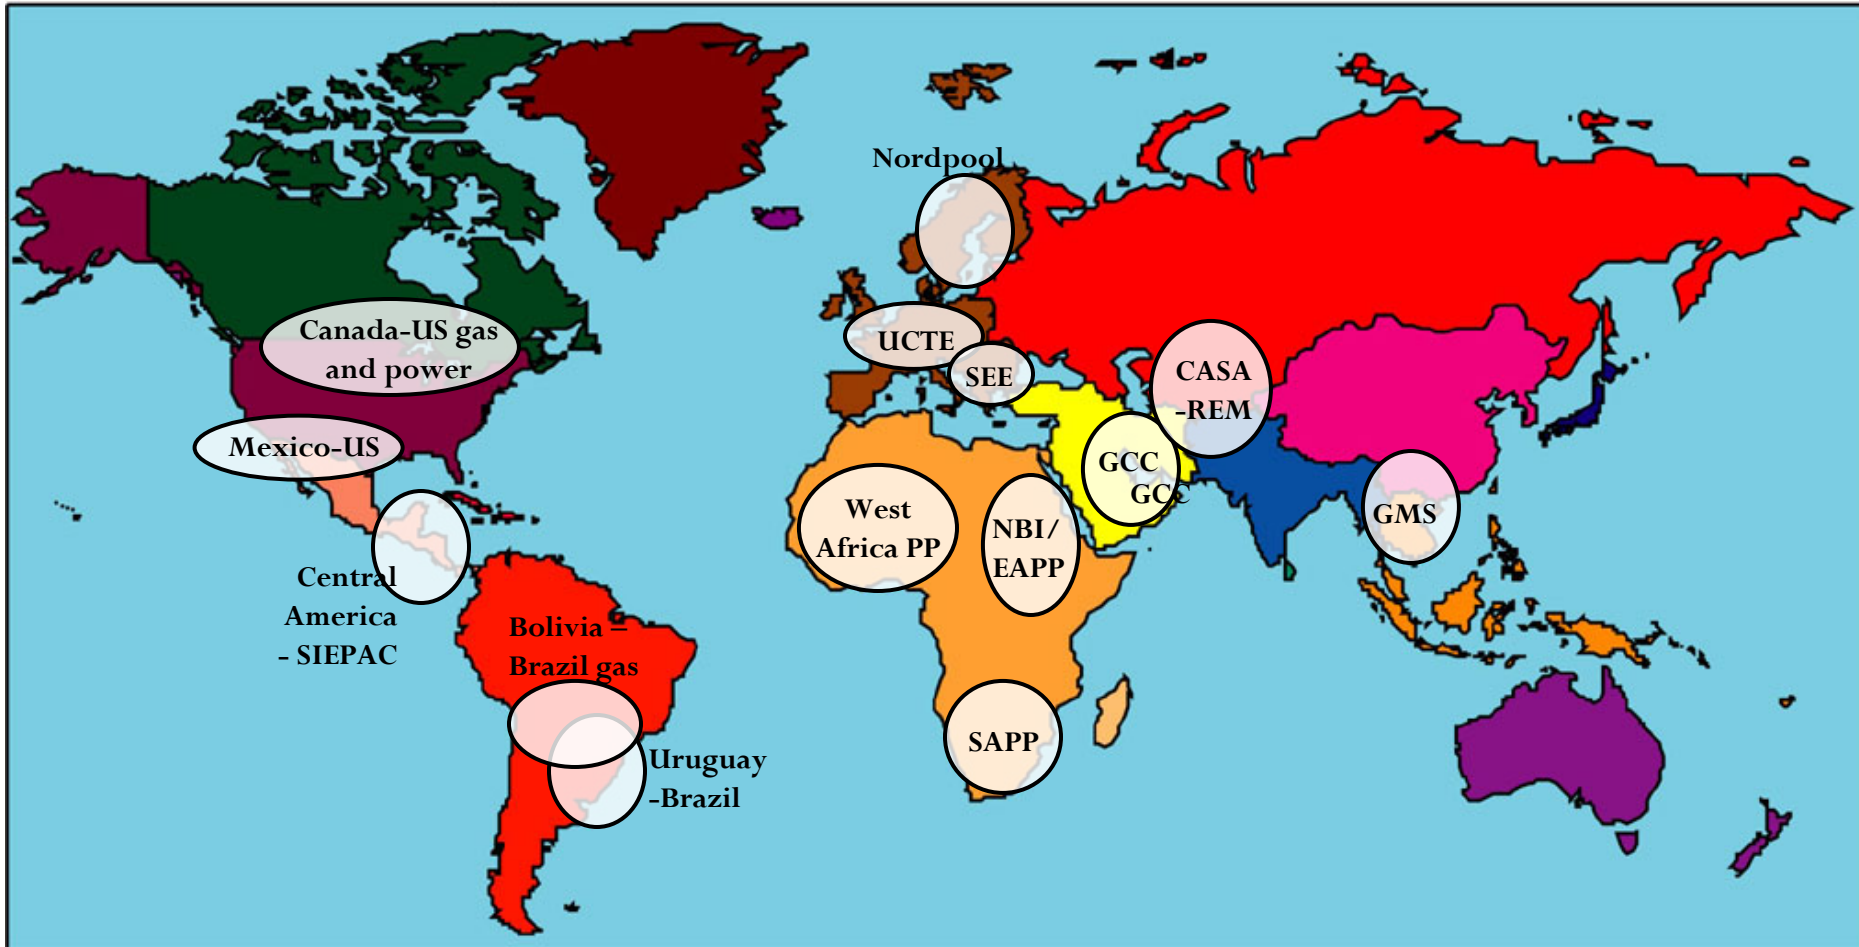 Nordpool
Canada-US gas
and power
UCTE
SEE
CASA
-REM
Mexico-US
GCC
GCC
West
Africa PP
NBI/
EAPP
GMS
Central
America
- SIEPAC
Bolivia –
Brazil gas
SAPP
Uruguay
-Brazil